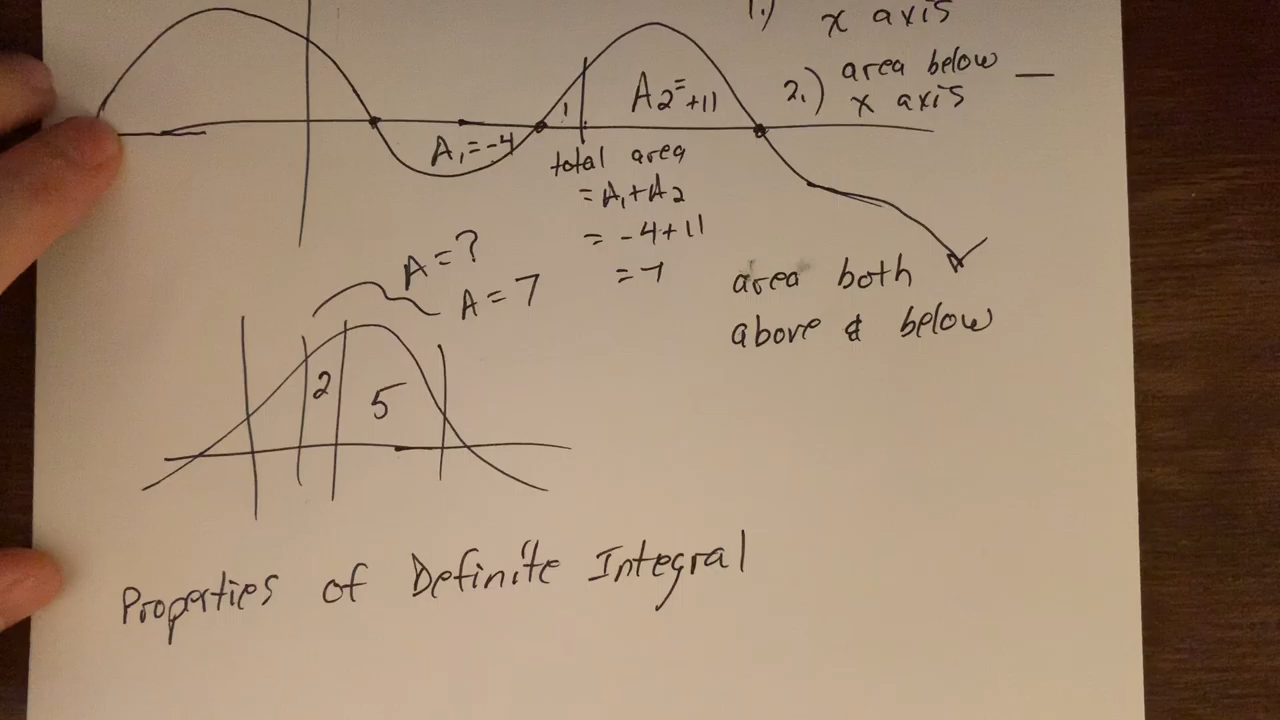 1.) x axis
2.) area below —
x axis
1
A2=+11
A1=-4
total area
=A1+A2
= -4+11
=7
area both
above & below
A=?
A=7
2
5
Properties of Definite Integral